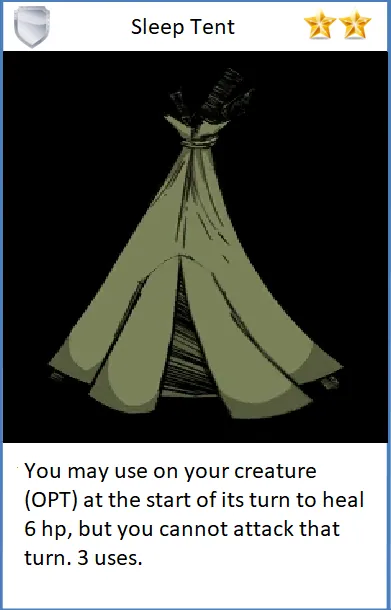 Sleep Tent
You may use on your creature
(OPT) at the start of its turn to heal
6 hp, but you cannot attack that
turn. 3 uses.